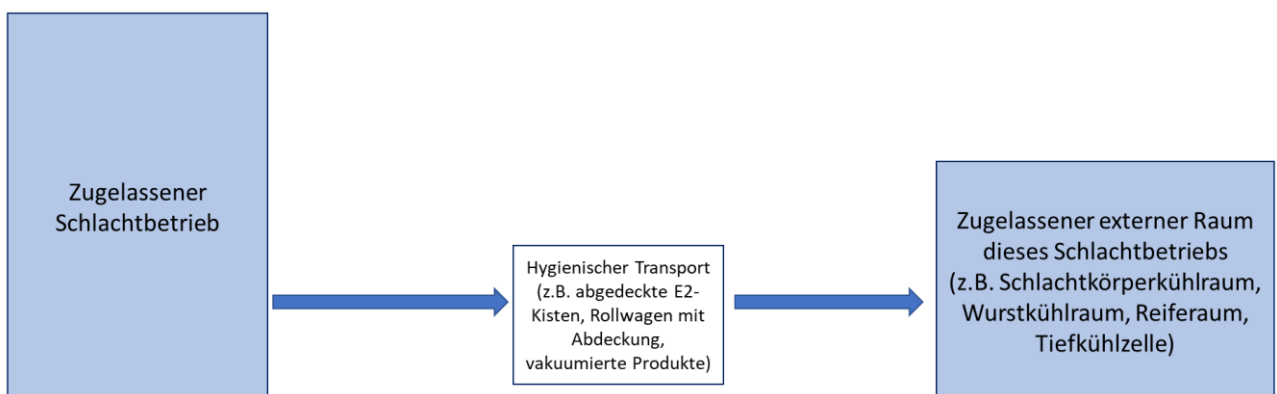 Zugelassener
Schlachtbetrieb
Hygienischer Transport
(z.B. abgedeckte E2-
Kisten, Rollwagen mit
Abdeckung,
vakuumierte Produkte)
Zugelassener externer Raum
dieses Schlachtbetriebs
(z.B. Schlachtkörperkühlraum,
Wurstkühlraum, Reiferaum,
Tiefkühlzelle)